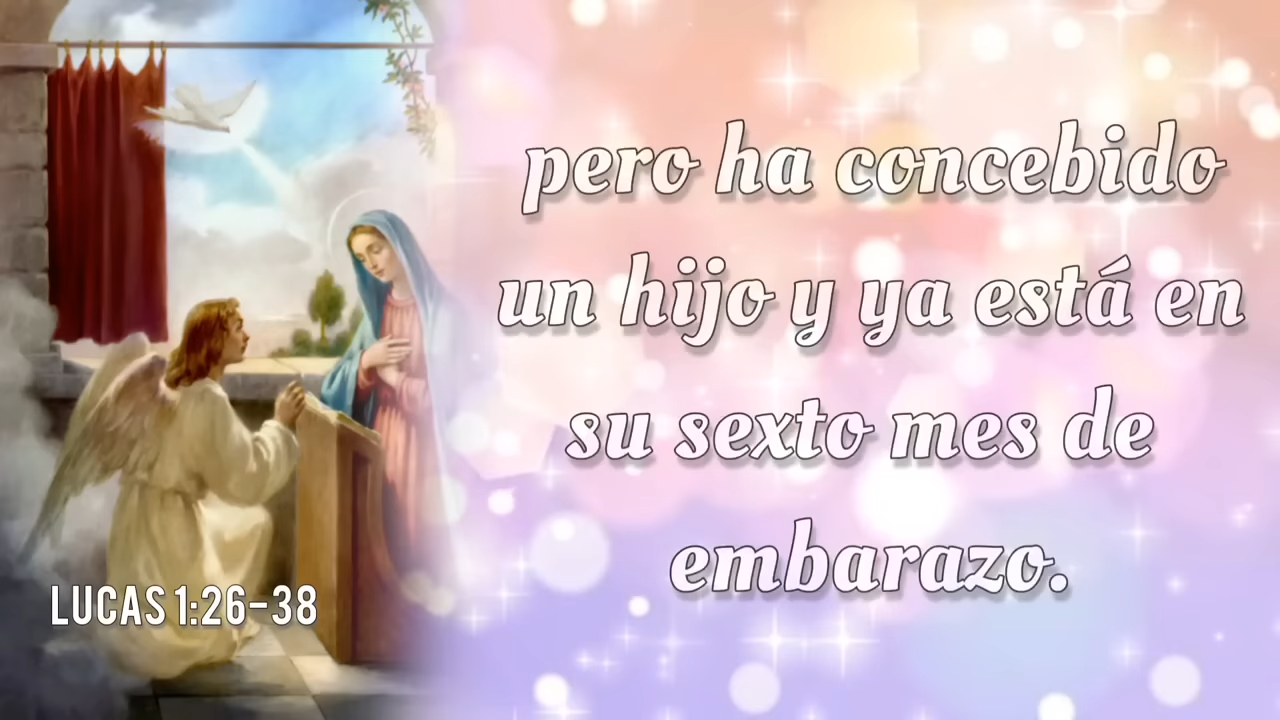 pero ha concebido
un hijo y ya está en
su sexto mes de
embarazo.
LUCAS 1:26-38